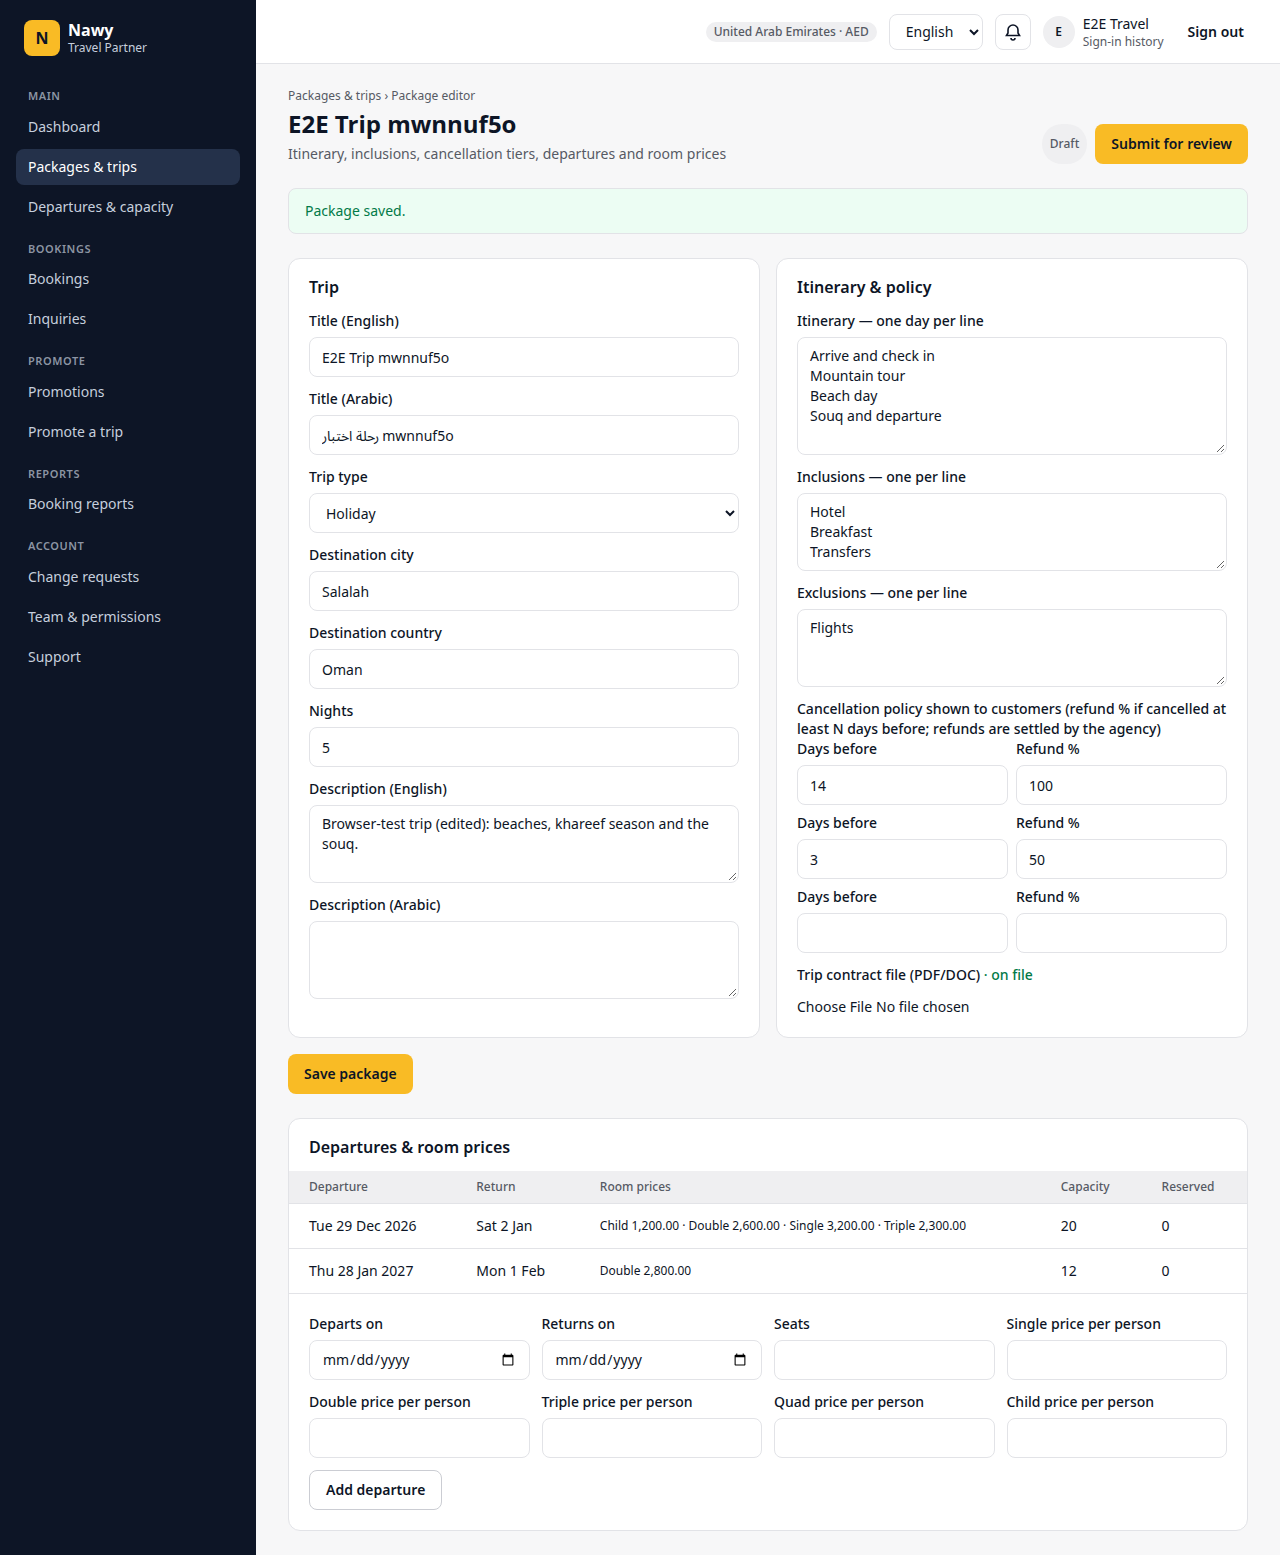 N
Nawy
Travel Partner
MAIN
Dashboard
Packages & trips
Departures & capacity
BOOKINGS
Bookings
Inquiries
PROMOTE
Promotions
Promote a trip
REPORTS
Booking reports
ACCOUNT
Change requests
Team & permissions
Support
United Arab Emirates · AED
English
E
E2E Travel
Sign-in history
Sign out
Packages & trips › Package editor
E2E Trip mwnnuf5o
Itinerary, inclusions, cancellation tiers, departures and room prices
Draft
Submit for review
Package saved.
Trip
Title (English)
E2E Trip mwnnuf5o
Title (Arabic)
رحلة اختبار mwnnuf5o
Trip type
Holiday
Destination city
Salalah
Destination country
Oman
Nights
5
Description (English)
Browser-test trip (edited): beaches, khareef season and the
souq.
Description (Arabic)
Itinerary & policy
Itinerary — one day per line
Arrive and check in
Mountain tour
Beach day
Souq and departure
Inclusions — one per line
Hotel
Breakfast
Transfers
Exclusions — one per line
Flights
Cancellation policy shown to customers (refund % if cancelled at
least N days before; refunds are settled by the agency)
Days before Refund %
14 100
Days before Refund %
3 50
Days before Refund %
Trip contract file (PDF/DOC) · on file
Choose File No file chosen
Save package
Departures & room prices
Departure Return Room prices Capacity Reserved
Tue 29 Dec 2026 Sat 2 Jan Child 1,200.00 · Double 2,600.00 · Single 3,200.00 · Triple 2,300.00 20 0
Thu 28 Jan 2027 Mon 1 Feb Double 2,800.00 12 0
Departs on Returns on Seats Single price per person
mm/dd/yyyy mm/dd/yyyy
Double price per person Triple price per person Quad price per person Child price per person
Add departure